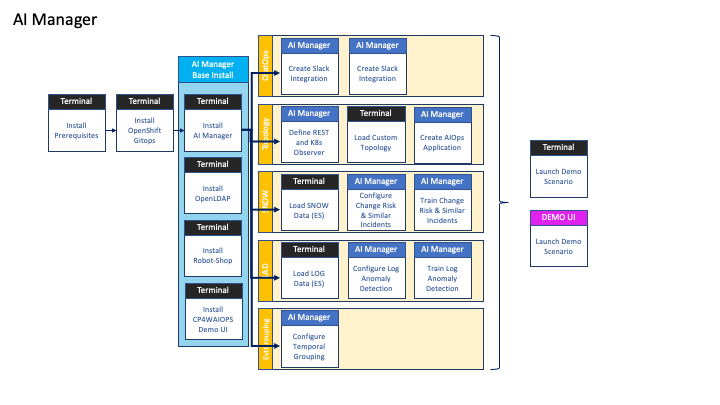 AI Manager
AI Manager
Base Install
Terminal
Install
Prerequisites
Terminal
Install
OpenShift
Gitops
Terminal
Install
AI Manager
Terminal
Install
OpenLDAP
Terminal
Install
Robot-Shop
Terminal
Install
CP4WAIOPS
Demo UI
ChatOps
AI Manager
Create Slack
Integration
AI Manager
Create Slack
Integration
Topology
AI Manager
Define REST
and K8s
Observer
Terminal
Load Custom
Topology
AI Manager
Create AIOps
Application
SNOW
Terminal
Load SNOW
Data (ES)
AI Manager
Configure
Change Risk
& Similar
Incidents
AI Manager
Train Change
Risk & Similar
Incidents
Terminal
Load LOG
Data (ES)
AI Manager
Configure Log
Anomaly
Detection
AI Manager
Train Log
Anomaly
Detection
AI Manager
Configure
Temporal
Grouping
Terminal
Launch Demo
Scenario
DEMO UI
Launch Demo
Scenario